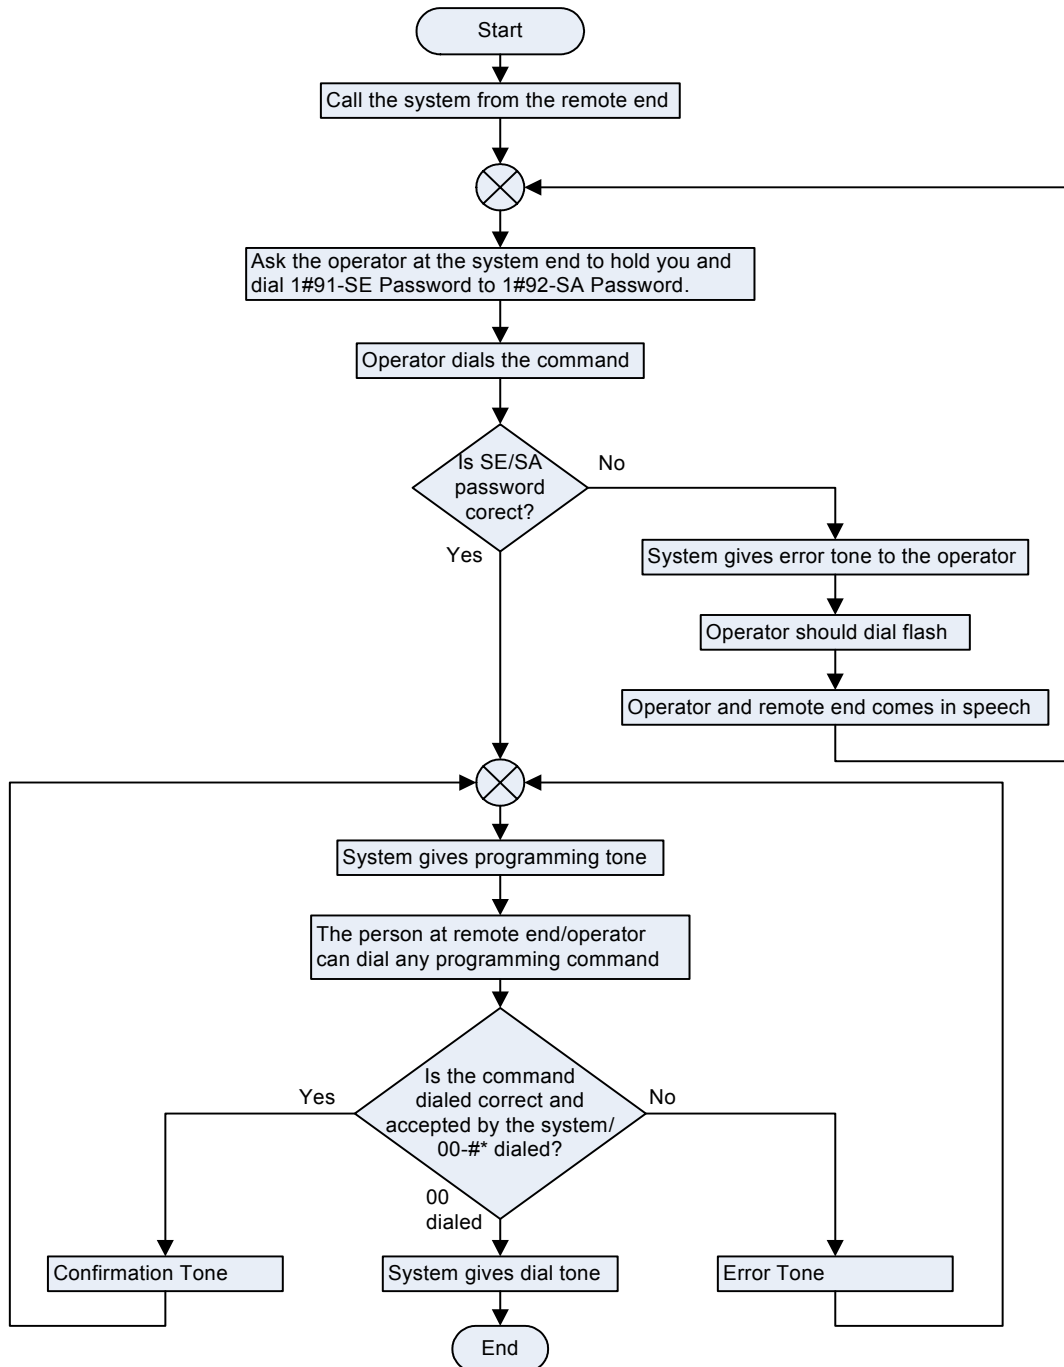 Start
Call the system from the remote end
Ask the operator at the system end to hold you and
dial 1#91-SE Password to 1#92-SA Password.
Operator dials the command
Is SE/SA
password
corect?
No
Yes
System gives error tone to the operator
Operator should dial flash
Operator and remote end comes in speech
System gives programming tone
The person at remote end/operator
can dial any programming command
Is the command
dialed correct and
accepted by the system/
00-#* dialed?
Yes
No
00
dialed
Confirmation Tone
System gives dial tone
Error Tone
End